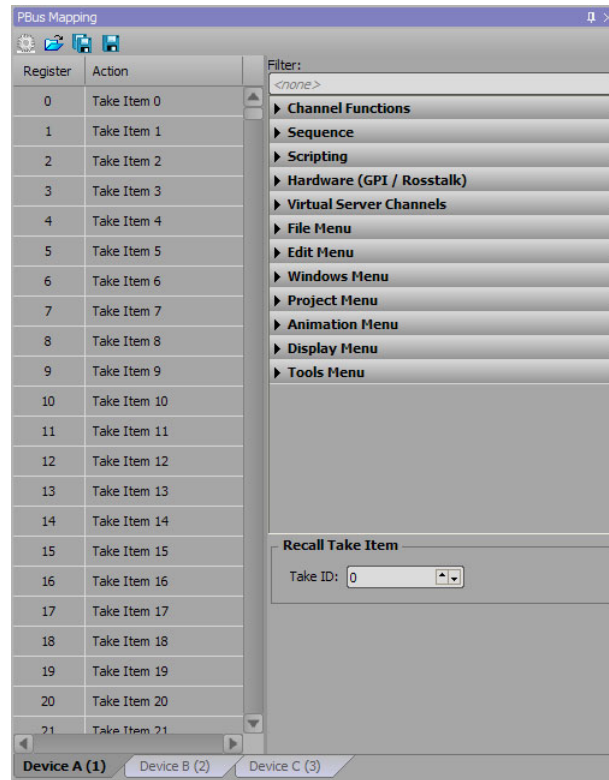 PBus Mapping
Register Action
0 Take Item 0
1 Take Item 1
2 Take Item 2
3 Take Item 3
4 Take Item 4
5 Take Item 5
6 Take Item 6
7 Take Item 7
8 Take Item 8
9 Take Item 9
10 Take Item 10
11 Take Item 11
12 Take Item 12
13 Take Item 13
14 Take Item 14
15 Take Item 15
16 Take Item 16
17 Take Item 17
18 Take Item 18
19 Take Item 19
20 Take Item 20
21 Take Item 21
Filter:
<none>
Channel Functions
Sequence
Scripting
Hardware (GPI / Rosstalk)
Virtual Server Channels
File Menu
Edit Menu
Windows Menu
Project Menu
Animation Menu
Display Menu
Tools Menu
Recall Take Item
Take ID: 0
Device A (1) Device B (2) Device C (3)